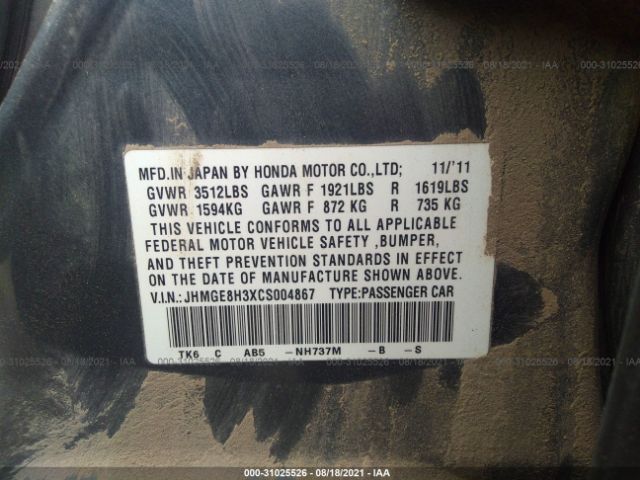 MFD.IN JAPAN BY HONDA MOTOR CO.,LTD; 11/'11
GVWR 3512LBS GAWR F 1921LBS R 1619LBS
GVWR 1594KG GAWR F 872 KG R 735 KG
THIS VEHICLE CONFORMS TO ALL APPLICABLE
FEDERAL MOTOR VEHICLE SAFETY ,BUMPER,
AND THEFT PREVENTION STANDARDS IN EFFECT
ON THE DATE OF MANUFACTURE SHOWN ABOVE.
V.I.N.: JHMGE8H3XCS004867 TYPE:PASSENGER CAR
TK6 C AB5 -NH737M -B -S
000-31025526 - 08/18/2021 - IAA